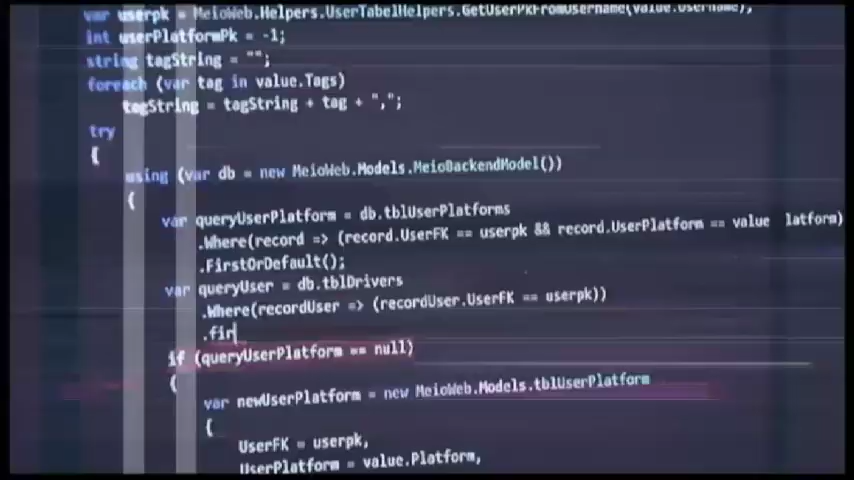 var userpk = MeioWeb.Helpers.UserTabelHelpers.GetUserPkFromUsername(value.Username);
int userPlatformPk = -1;
string tagString = "";
foreach (var tag in value.Tags)
tagString = tagString + tag + ",";
try
{
using (var db = new MeioWeb.Models.MeioBackendModel())
{
var queryUserPlatform = db.tblUserPlatforms
.Where(record => (record.UserFK == userpk && record.UserPlatform == value latform)
.FirstOrDefault();
var queryUser = db.tblDrivers
.Where(recordUser => (recordUser.UserFK == userpk))
.fir
if (queryUserPlatform == null)
{
var newUserPlatform = new MeioWeb.Models.tblUserPlatform
{
UserFK = userpk,
UserPlatform = value.Platform,